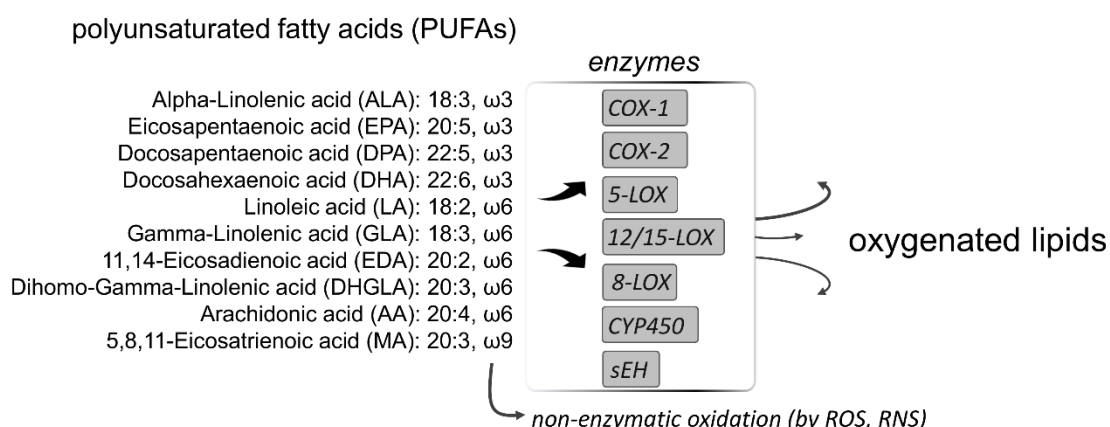 polyunsaturated fatty acids (PUFAs)
enzymes
Alpha-Linolenic acid (ALA): 18:3, ω3
Eicosapentaenoic acid (EPA): 20:5, ω3
Docosapentaenoic acid (DPA): 22:5, ω3
Docosahexaenoic acid (DHA): 22:6, ω3
Linoleic acid (LA): 18:2, ω6
Gamma-Linolenic acid (GLA): 18:3, ω6
11,14-Eicosadienoic acid (EDA): 20:2, ω6
Dihomo-Gamma-Linolenic acid (DHGLA): 20:3, ω6
Arachidonic acid (AA): 20:4, ω6
5,8,11-Eicosatrienoic acid (MA): 20:3, ω9
COX-1
COX-2
5-LOX
12/15-LOX
8-LOX
CYP450
sEH
oxygenated lipids
non-enzymatic oxidation (by ROS, RNS)